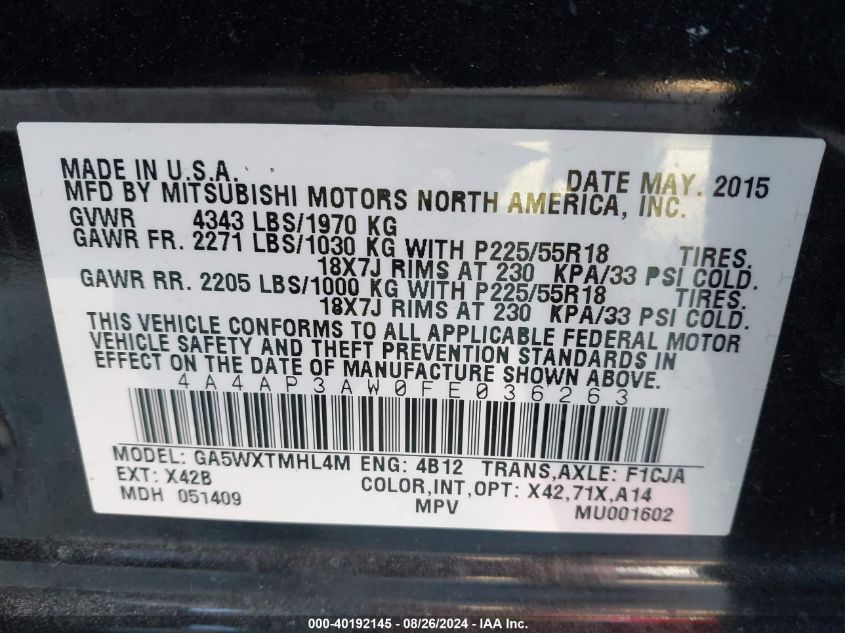 MADE IN U.S.A. DATE MAY. 2015
MFD BY MITSUBISHI MOTORS NORTH AMERICA, INC.
GVWR 4343 LBS/1970 KG
GAWR FR. 2271 LBS/1030 KG WITH P225/55R18 TIRES.
18X7J RIMS AT 230 KPA/33 PSI COLD.
GAWR RR. 2205 LBS/1000 KG WITH P225/55R18 TIRES.
18X7J RIMS AT 230 KPA/33 PSI COLD.
THIS VEHICLE CONFORMS TO ALL APPLICABLE FEDERAL MOTOR
VEHICLE SAFETY AND THEFT PREVENTION STANDARDS IN
EFFECT ON THE DATE OF MANUFACTURE SHOWN ABOVE.
4A4AP3AW0FE036263
MODEL: GA5WXTMHL4M ENG: 4B12 TRANS,AXLE: F1CJA
EXT: X42B COLOR,INT,OPT: X42,71X,A14
MDH 051409 MPV MU001602
000-40192145 - 08/26/2024 - IAA Inc.